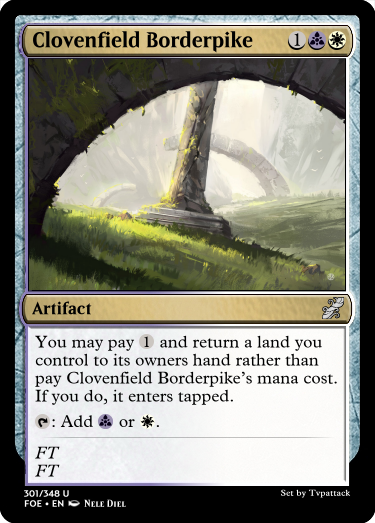 Clovenfield Borderpike 1
Artifact
You may pay 1 and return a land you
control to its owners hand rather than
pay Clovenfield Borderpike's mana cost.
If you do, it enters tapped.
: Add or .
FT
FT
301/348 U
FOE • EN Nele Diel
Set by Tvpattack